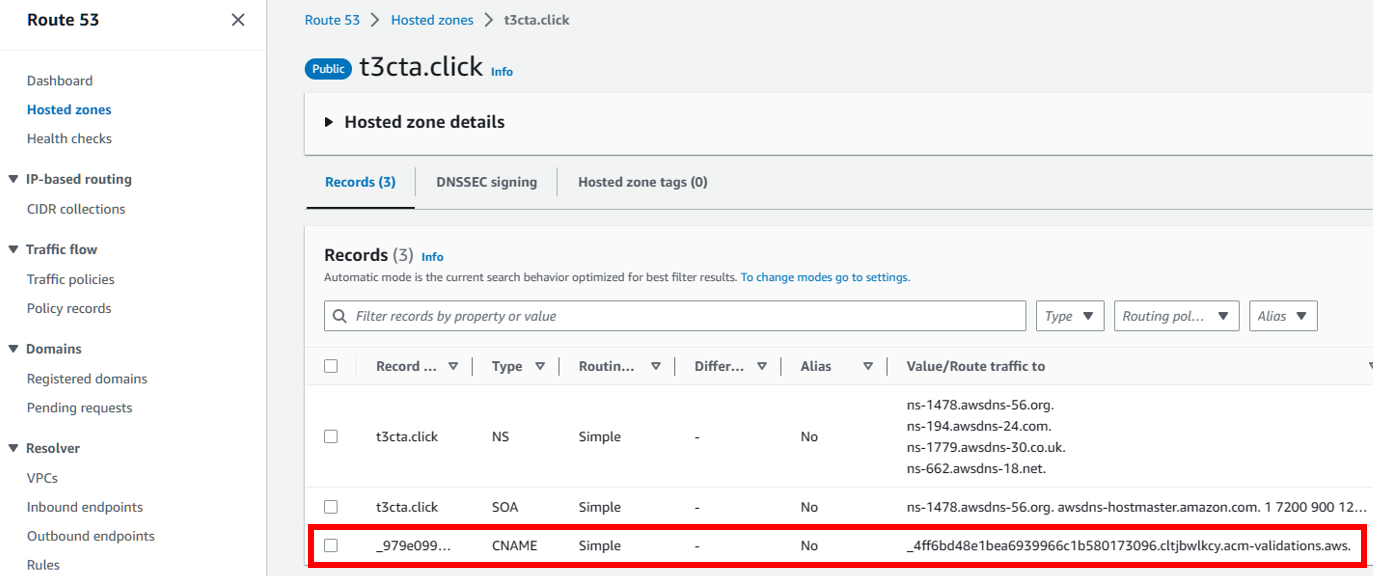 Route 53
Dashboard
Hosted zones
Health checks
IP-based routing
CIDR collections
Traffic flow
Traffic policies
Policy records
Domains
Registered domains
Pending requests
Resolver
VPCs
Inbound endpoints
Outbound endpoints
Rules
Route 53 > Hosted zones > t3cta.click
Public t3cta.click Info
Hosted zone details
Records (3) DNSSEC signing Hosted zone tags (0)
Records (3) Info
Automatic mode is the current search behavior optimized for best filter results. To change modes go to settings.
Filter records by property or value Type Routing pol... Alias
Record ... Type Routin... Differ... Alias Value/Route traffic to
ns-1478.awsdns-56.org.
ns-194.awsdns-24.com.
t3cta.click NS Simple - No
ns-1779.awsdns-30.co.uk.
ns-662.awsdns-18.net.
t3cta.click SOA Simple - No ns-1478.awsdns-56.org. awsdns-hostmaster.amazon.com. 1 7200 900 12...
_979e099... CNAME Simple - No _4ff6bd48e1bea6939966c1b580173096.cltjbwlkcy.acm-validations.aws.